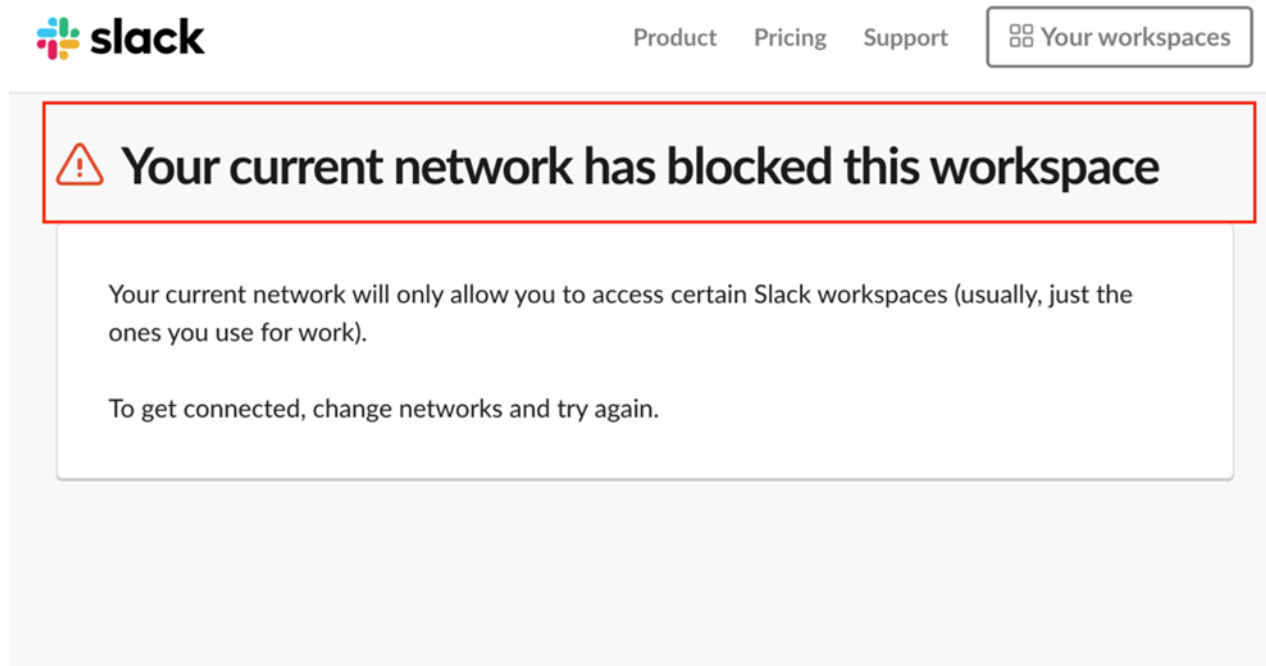 slack
Product Pricing Support Your workspaces
Your current network has blocked this workspace
Your current network will only allow you to access certain Slack workspaces (usually, just the
ones you use for work).
To get connected, change networks and try again.